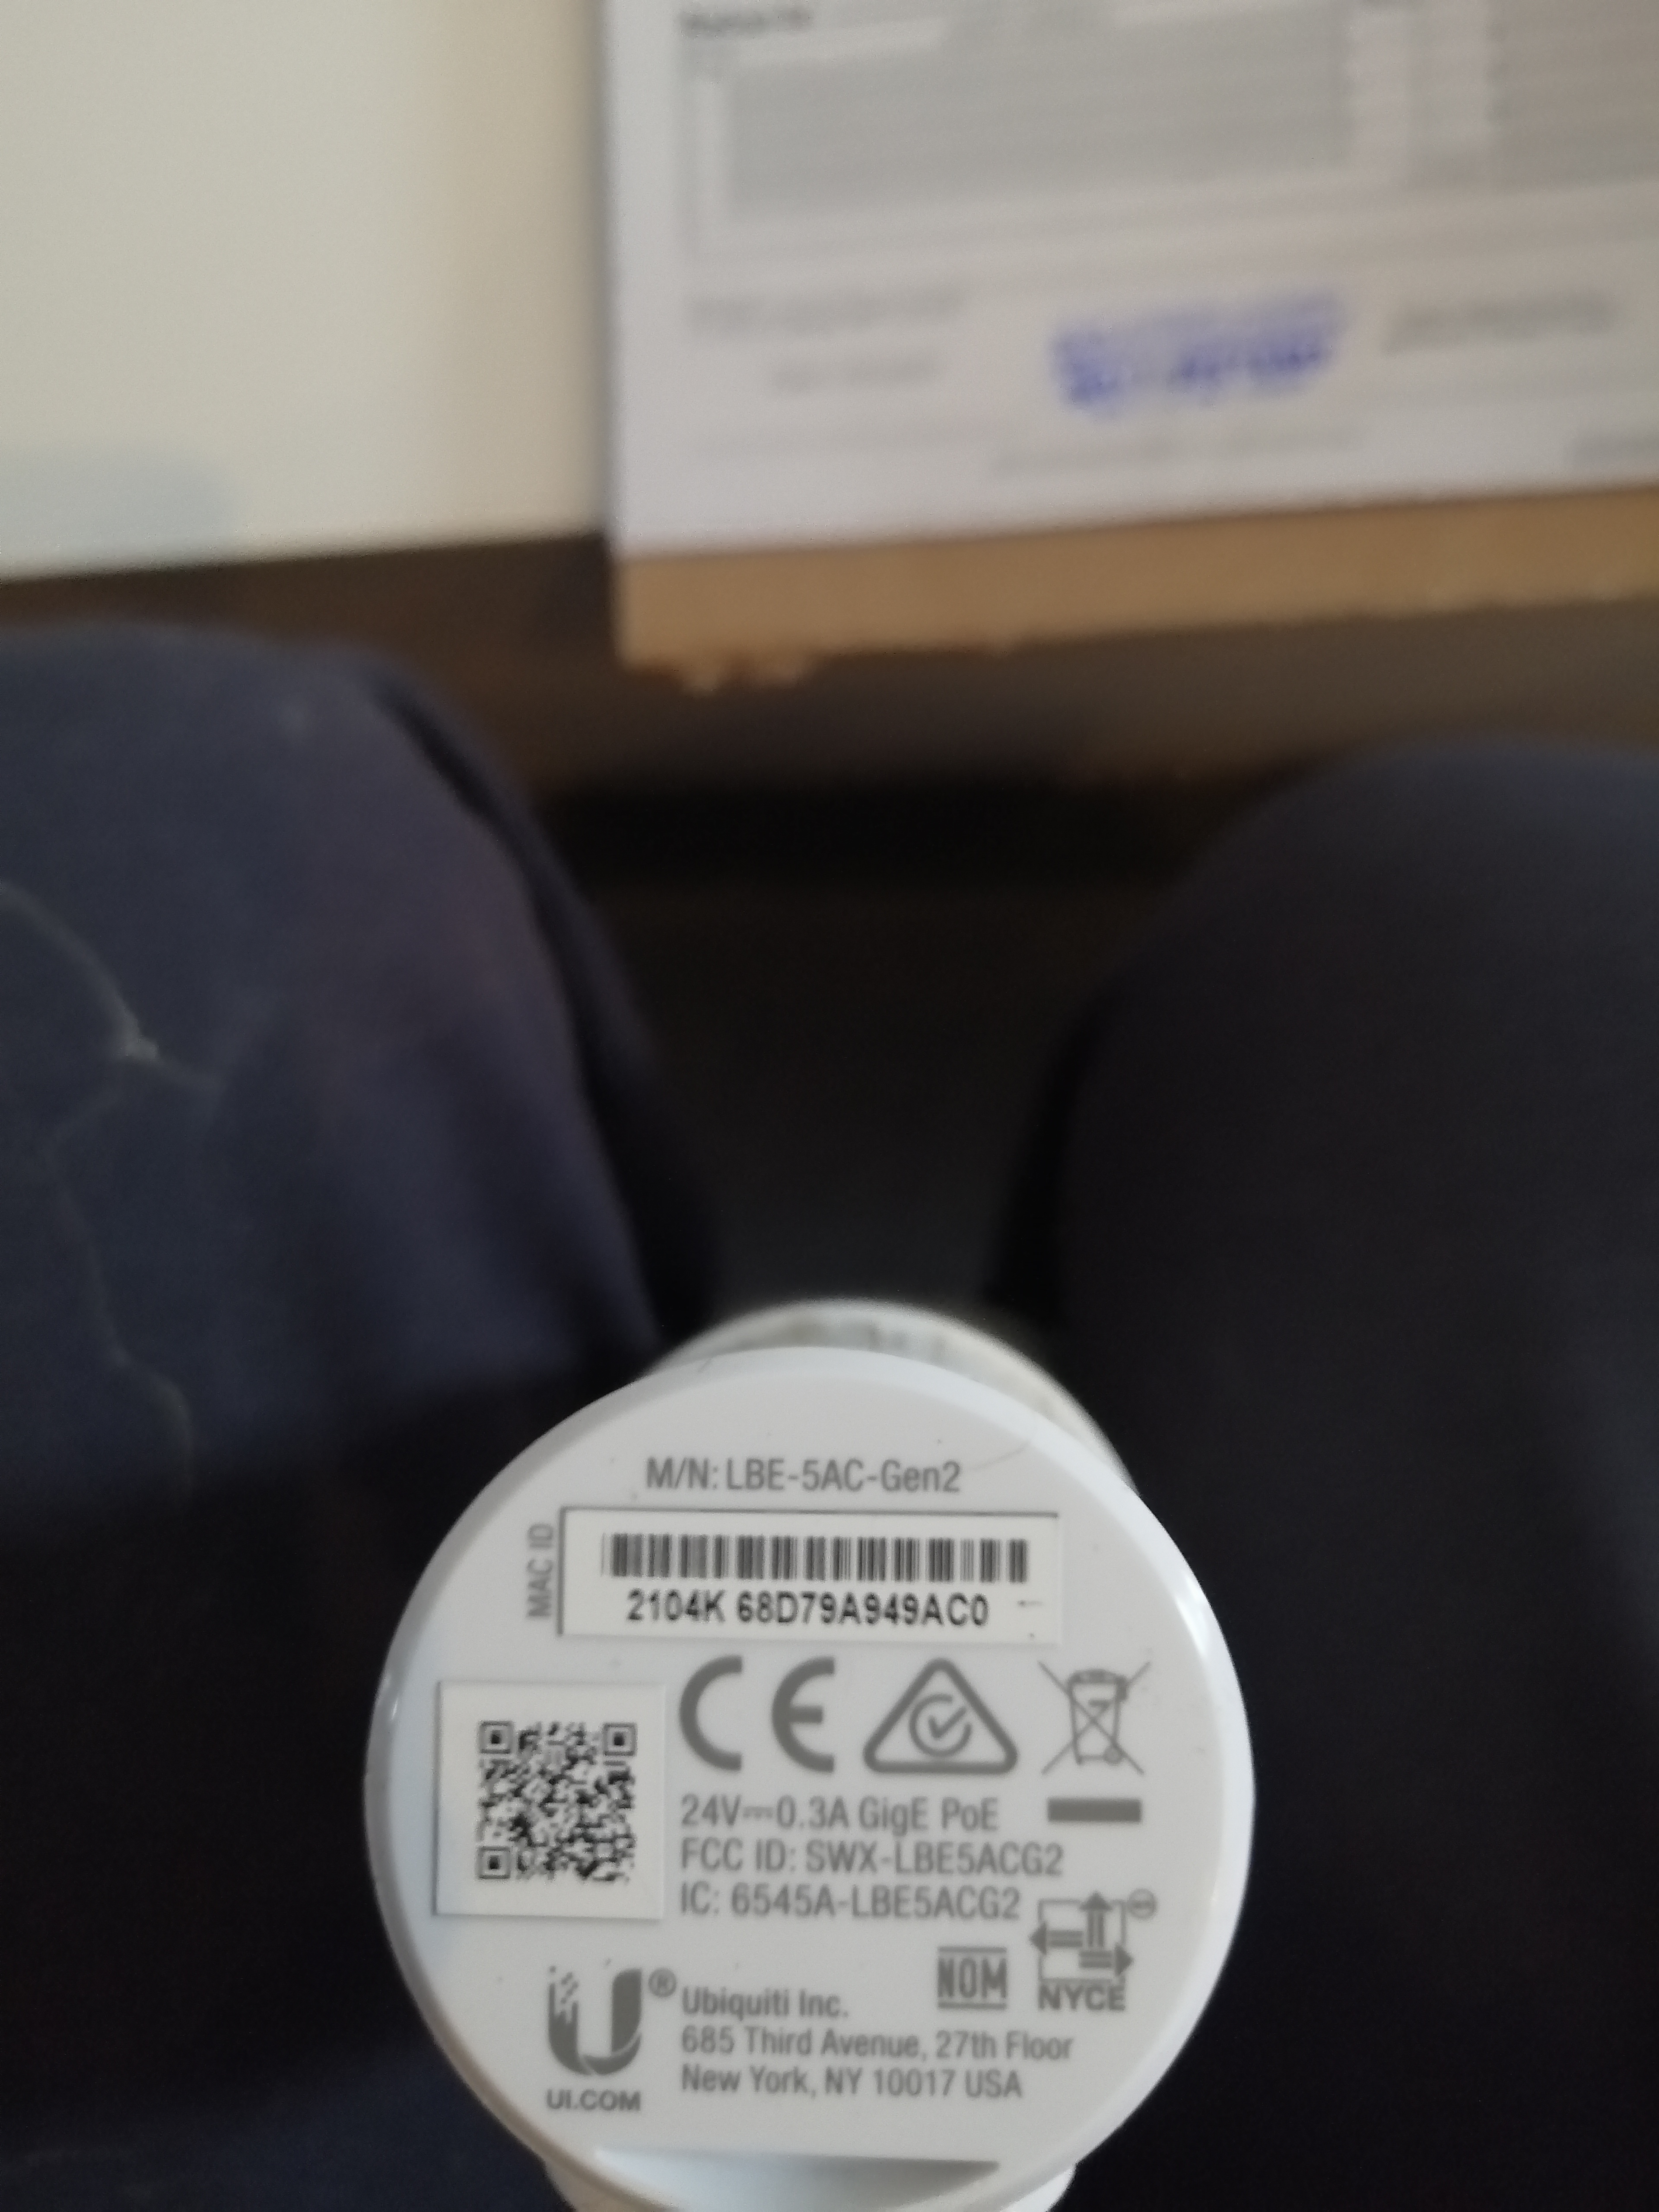 M/N: LBE-5AC-Gen2
MAC ID
2104K 68D79A949AC0
CE
24V⎓0.3A GigE PoE
FCC ID: SWX-LBE5ACG2
IC: 6545A-LBE5ACG2
NOM
NYCE
U®
UI.COM
Ubiquiti Inc.
685 Third Avenue, 27th Floor
New York, NY 10017 USA